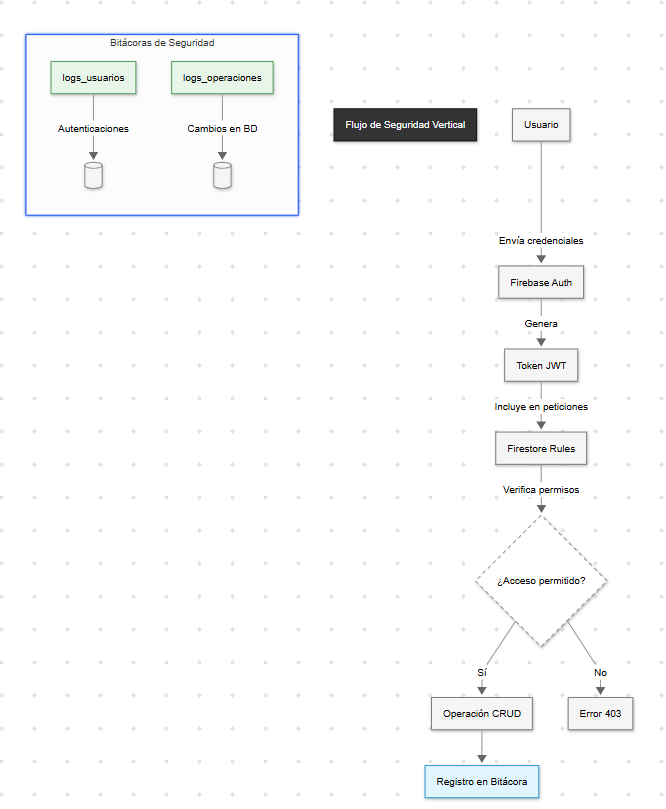 Bitácoras de Seguridad
logs_usuarios
logs_operaciones
Autenticaciones
Cambios en BD
Flujo de Seguridad Vertical
Usuario
Envía credenciales
Firebase Auth
Genera
Token JWT
Incluye en peticiones
Firestore Rules
Verifica permisos
¿Acceso permitido?
Sí
No
Operación CRUD
Error 403
Registro en Bitácora